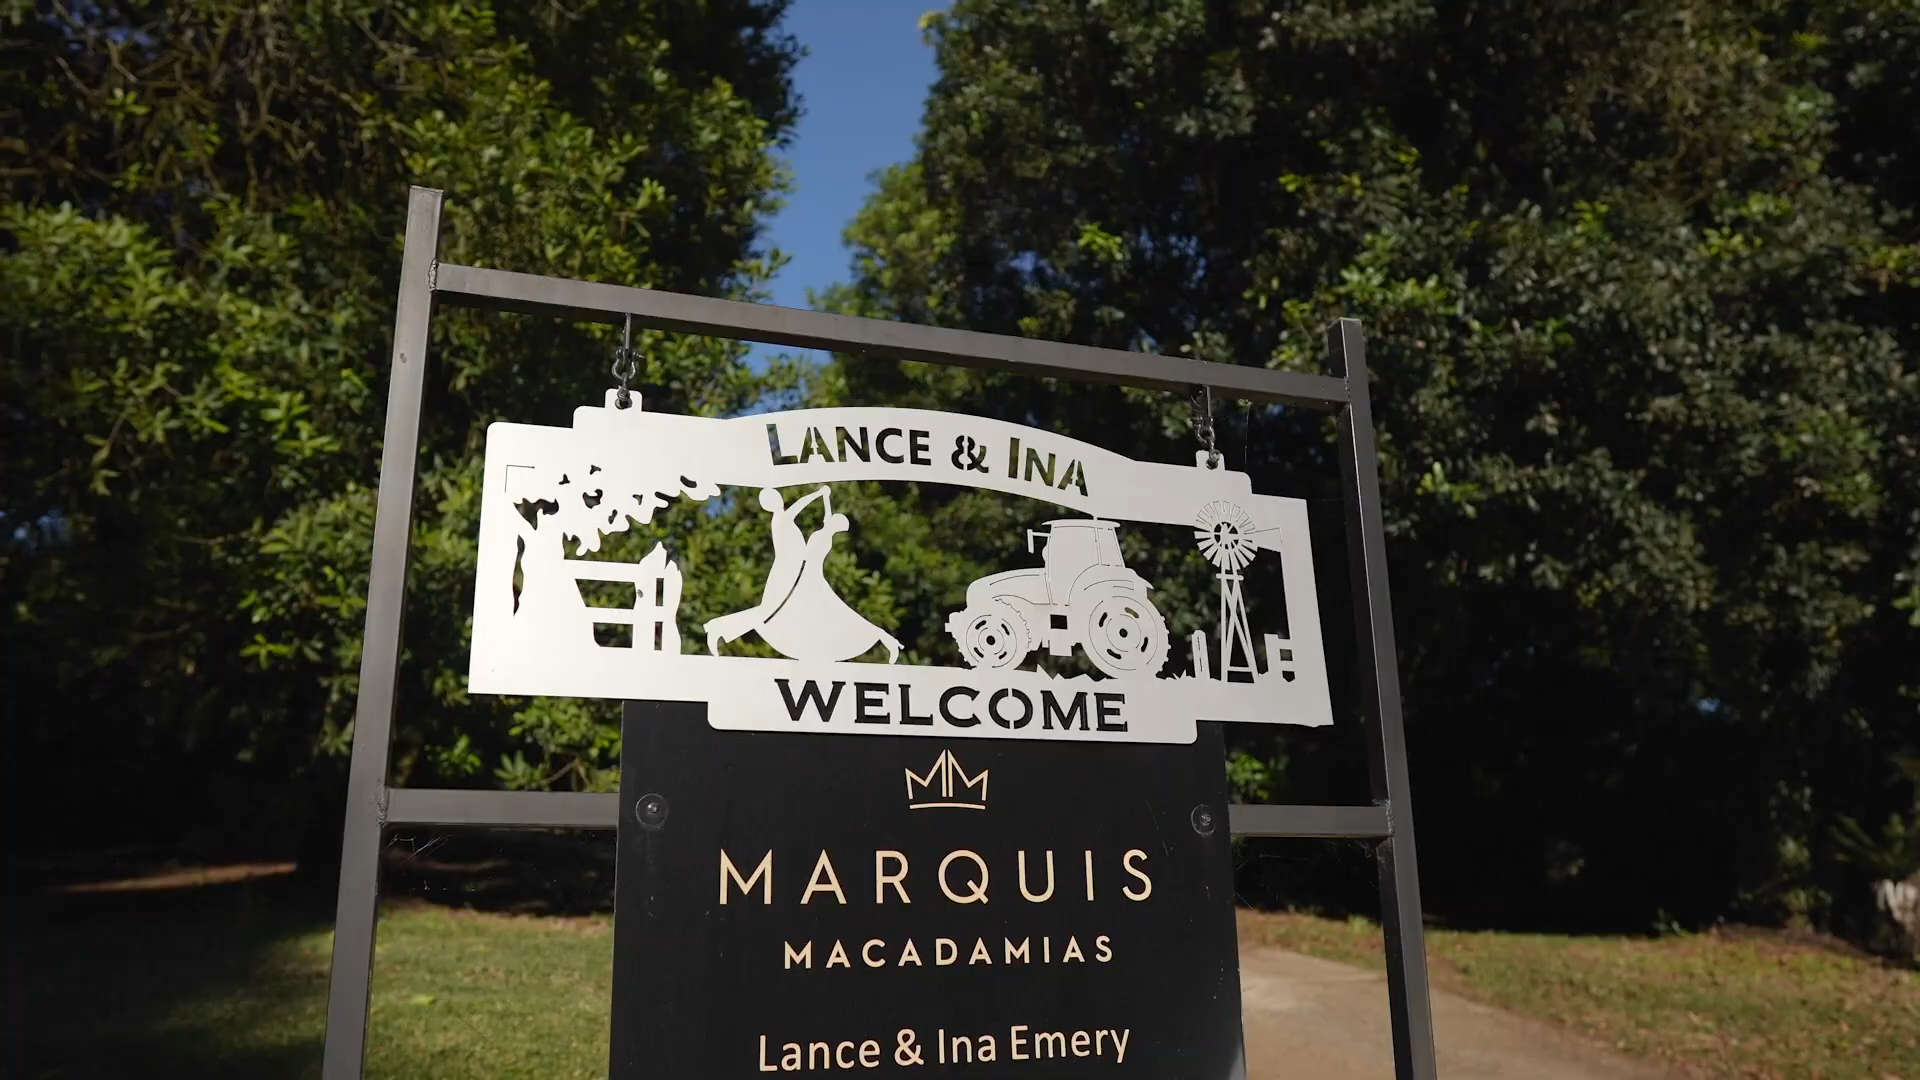 LANCE & INA
WELCOME
MARQUIS
MACADAMIAS
Lance & Ina Emery